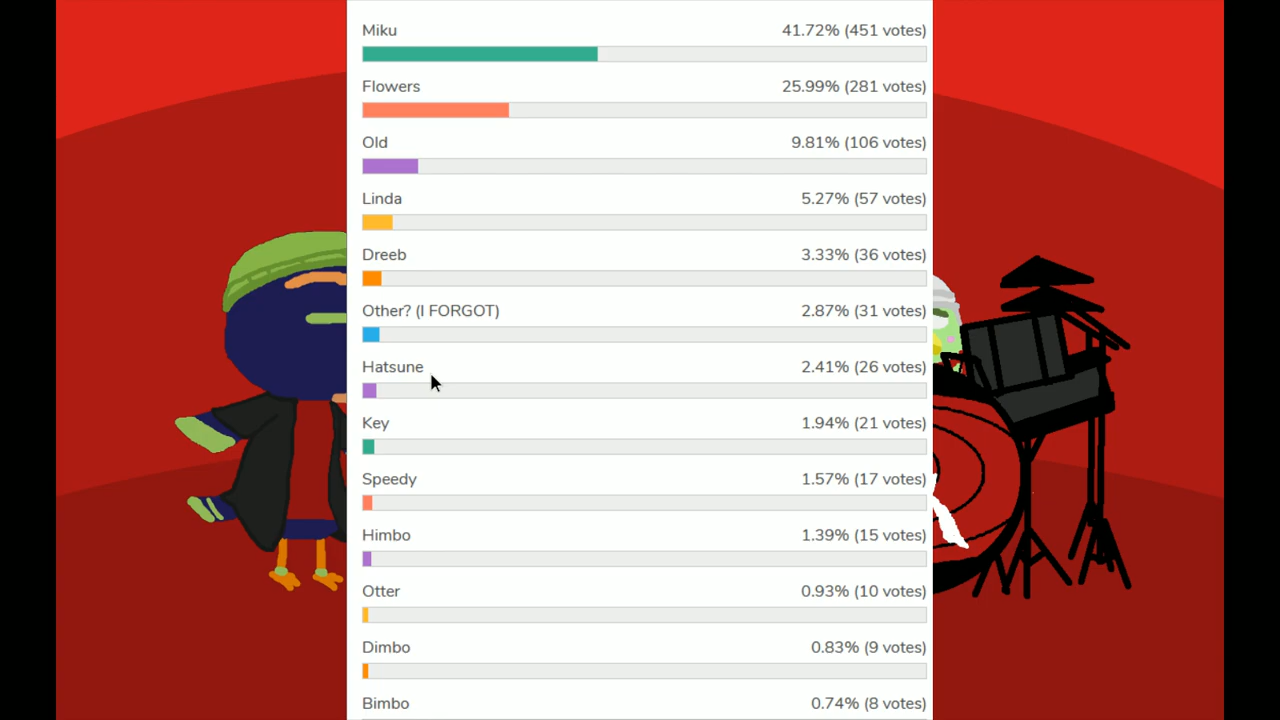 Miku 41.72% (451 votes)
Flowers 25.99% (281 votes)
Old 9.81% (106 votes)
Linda 5.27% (57 votes)
Dreeb 3.33% (36 votes)
Other? (I FORGOT) 2.87% (31 votes)
Hatsune 2.41% (26 votes)
Key 1.94% (21 votes)
Speedy 1.57% (17 votes)
Himbo 1.39% (15 votes)
Otter 0.93% (10 votes)
Dimbo 0.83% (9 votes)
Bimbo 0.74% (8 votes)